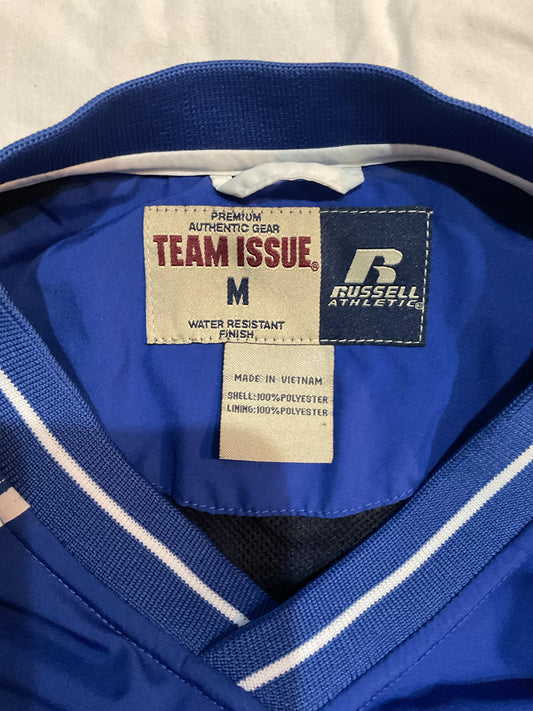 PREMIUM
AUTHENTIC GEAR
TEAM ISSUE®
M
WATER RESISTANT
FINISH
R
RUSSELL
ATHLETIC®
MADE IN VIETNAM
SHELL:100%POLYESTER
LINING:100%POLYESTER